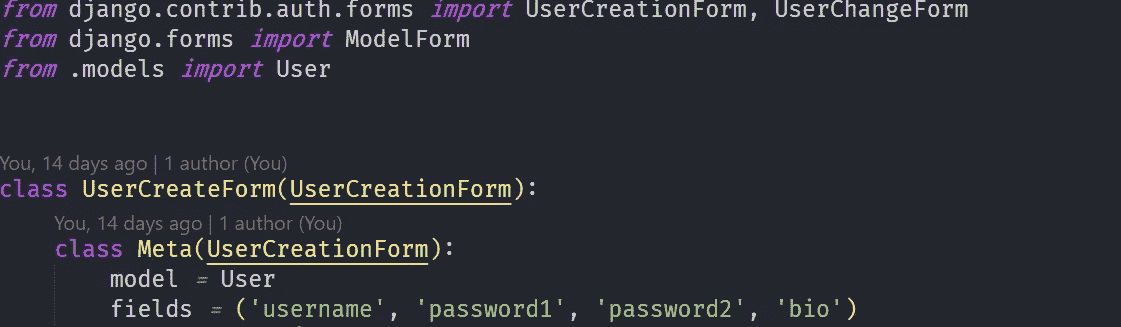 from django.contrib.auth.forms import UserCreationForm, UserChangeForm
from django.forms import ModelForm
from .models import User
You, 14 days ago | 1 author (You)
class UserCreateForm(UserCreationForm):
You, 14 days ago | 1 author (You)
class Meta(UserCreationForm):
model = User
fields = ('username', 'password1', 'password2', 'bio')